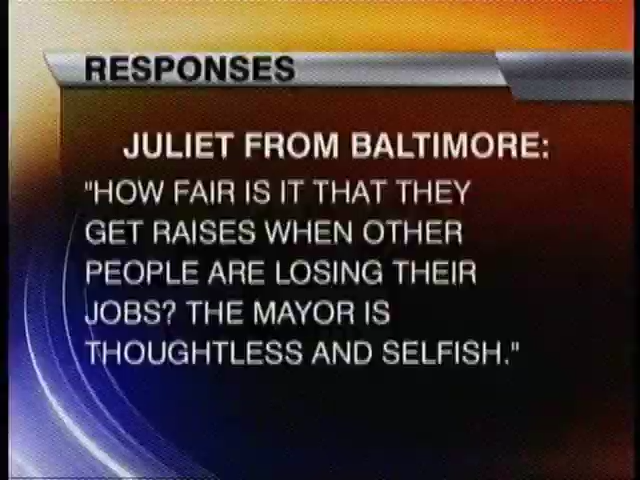 RESPONSES
JULIET FROM BALTIMORE:
"HOW FAIR IS IT THAT THEY
GET RAISES WHEN OTHER
PEOPLE ARE LOSING THEIR
JOBS? THE MAYOR IS
THOUGHTLESS AND SELFISH."